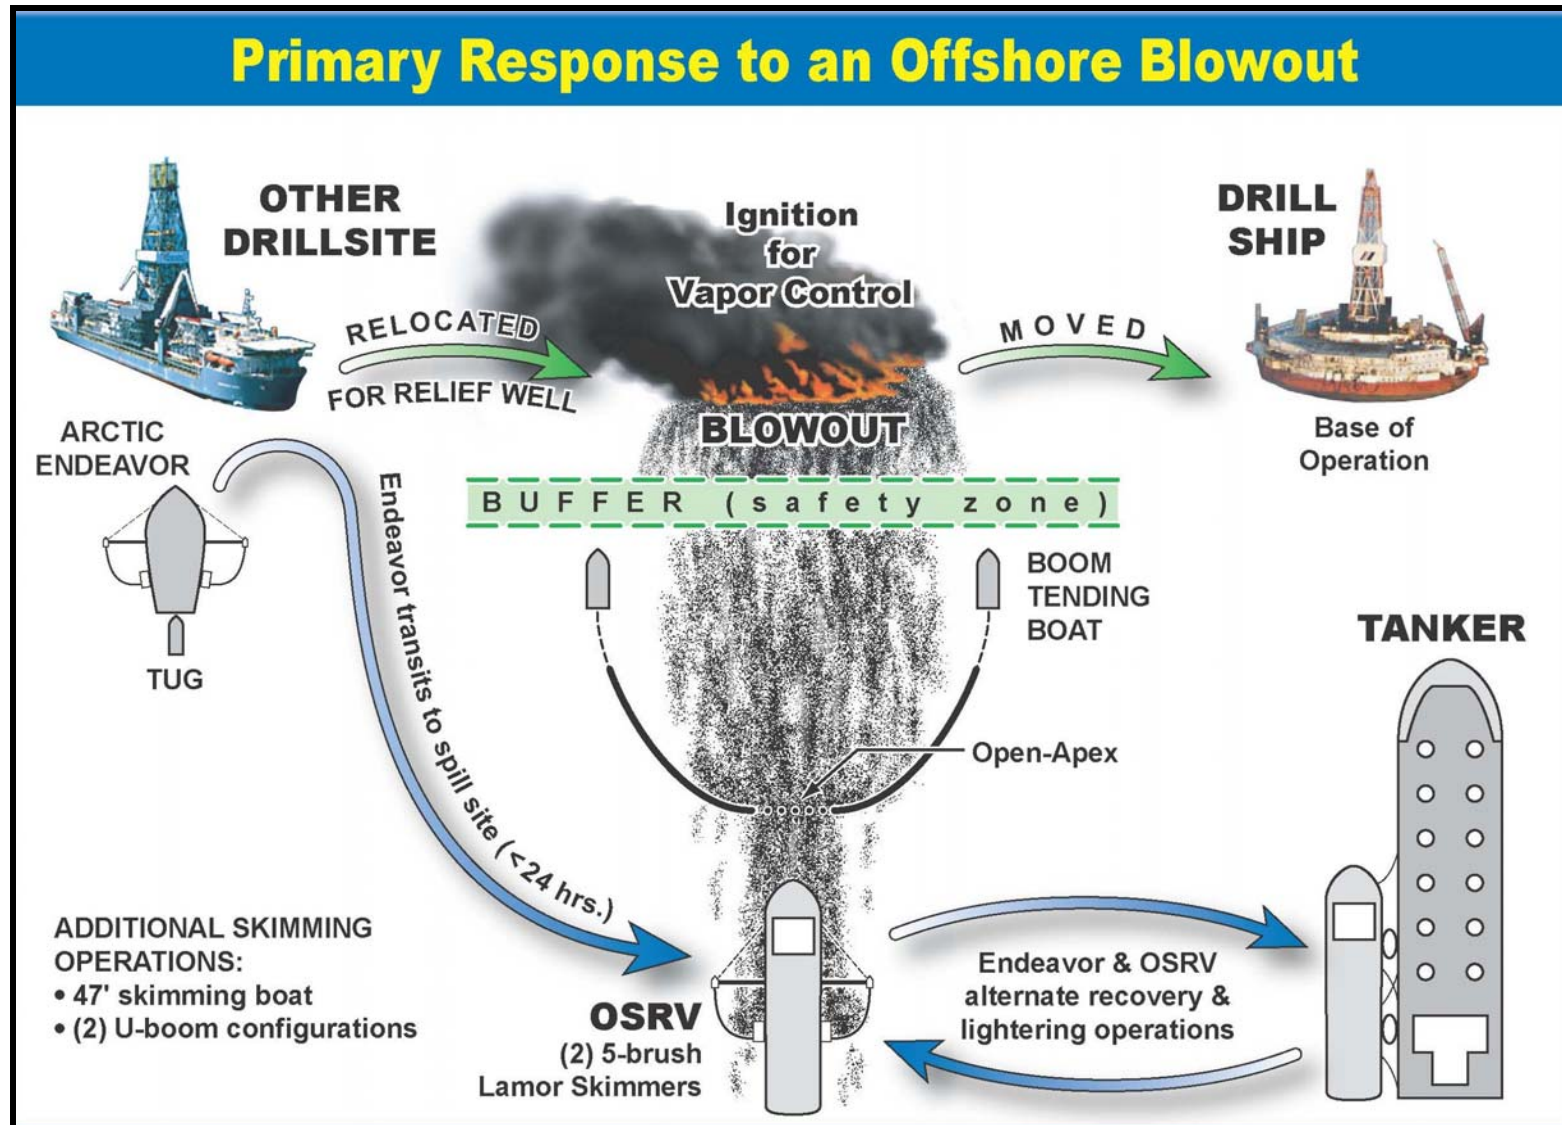 Primary Response to an Offshore Blowout
OTHER
DRILLSITE
Ignition
for
Vapor Control
DRILL
SHIP
RELOCATED
FOR RELIEF WELL
MOVED
BLOWOUT
Base of
Operation
ARCTIC
ENDEAVOR
TUG
Endeavor transits to spill site (<24 hrs.)
BUFFER (safety zone)
BOOM
TENDING
BOAT
TANKER
Open-Apex
ADDITIONAL SKIMMING
OPERATIONS:
• 47' skimming boat
• (2) U-boom configurations
OSRV
(2) 5-brush
Lamor Skimmers
Endeavor & OSRV
alternate recovery &
lightering operations